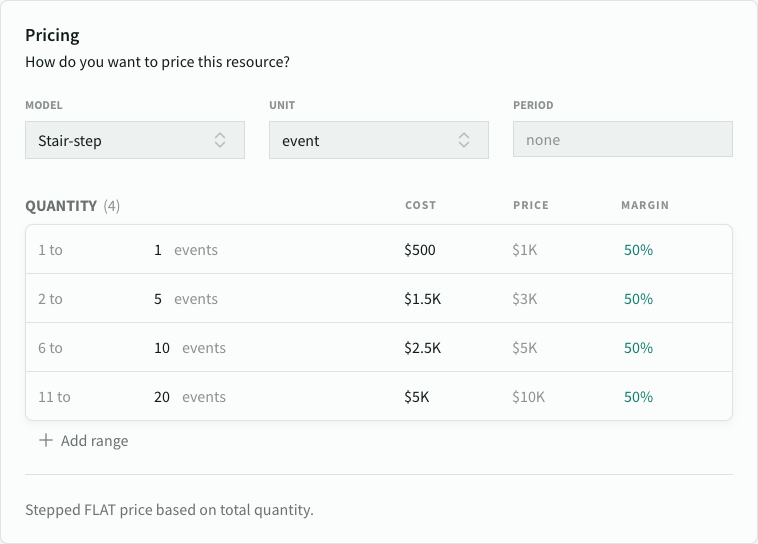 Pricing
How do you want to price this resource?
MODEL UNIT PERIOD
Stair-step event none
QUANTITY (4) COST PRICE MARGIN
1 to 1 events $500 $1K 50%
2 to 5 events $1.5K $3K 50%
6 to 10 events $2.5K $5K 50%
11 to 20 events $5K $10K 50%
+ Add range
Stepped FLAT price based on total quantity.